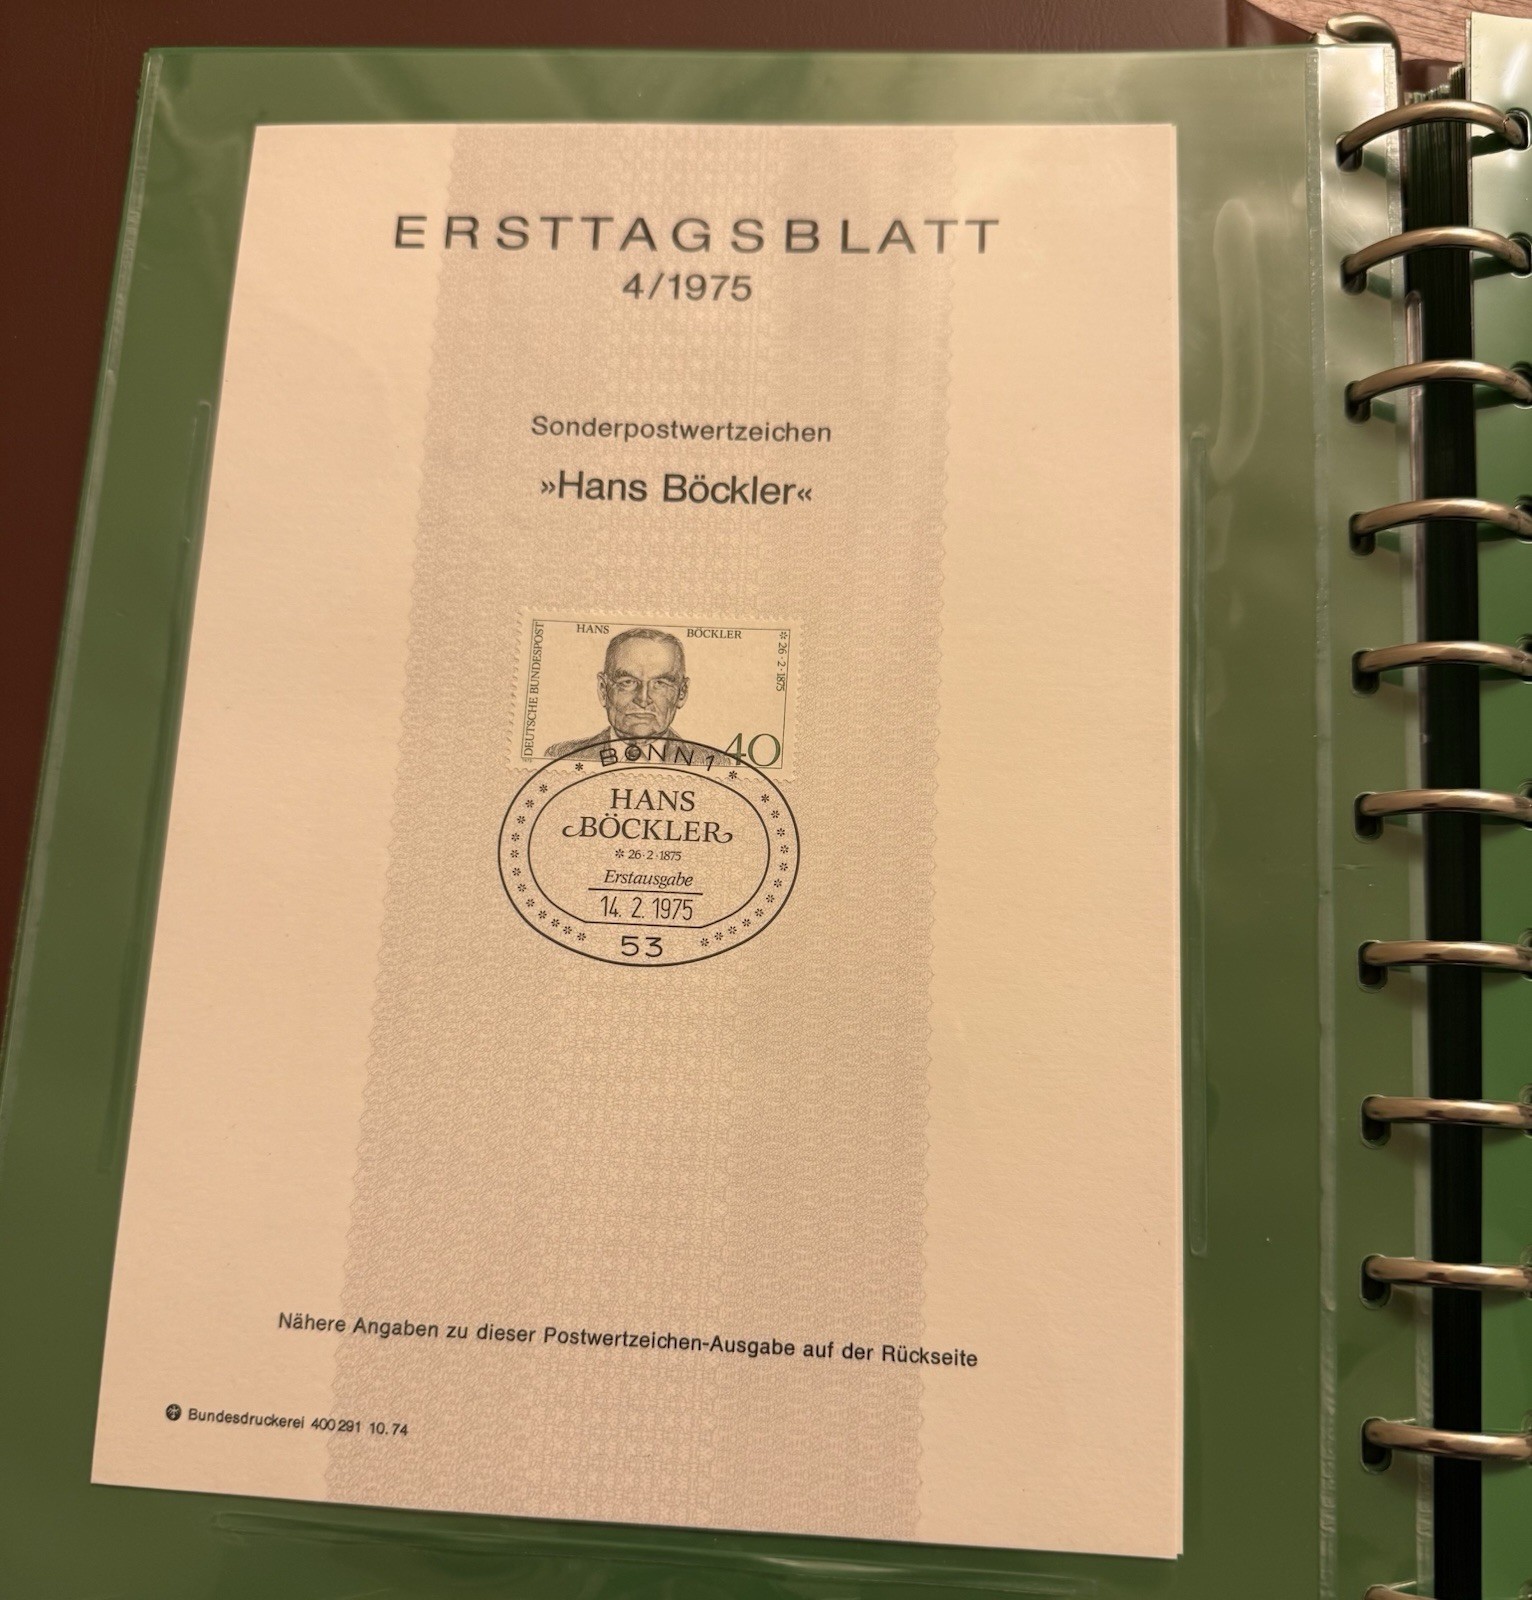 ERSTTAGSBLATT
4/1975
Sonderpostwertzeichen
»Hans Böckler«
HANS BÖCKLER
DEUTSCHE BUNDESPOST
* 26 · 2 · 1875
40
* BONN 1 *
HANS
BÖCKLER
* 26 · 2 · 1875
Erstausgabe
14. 2. 1975
53
Nähere Angaben zu dieser Postwertzeichen-Ausgabe auf der Rückseite
Bundesdruckerei 400 291 10. 74